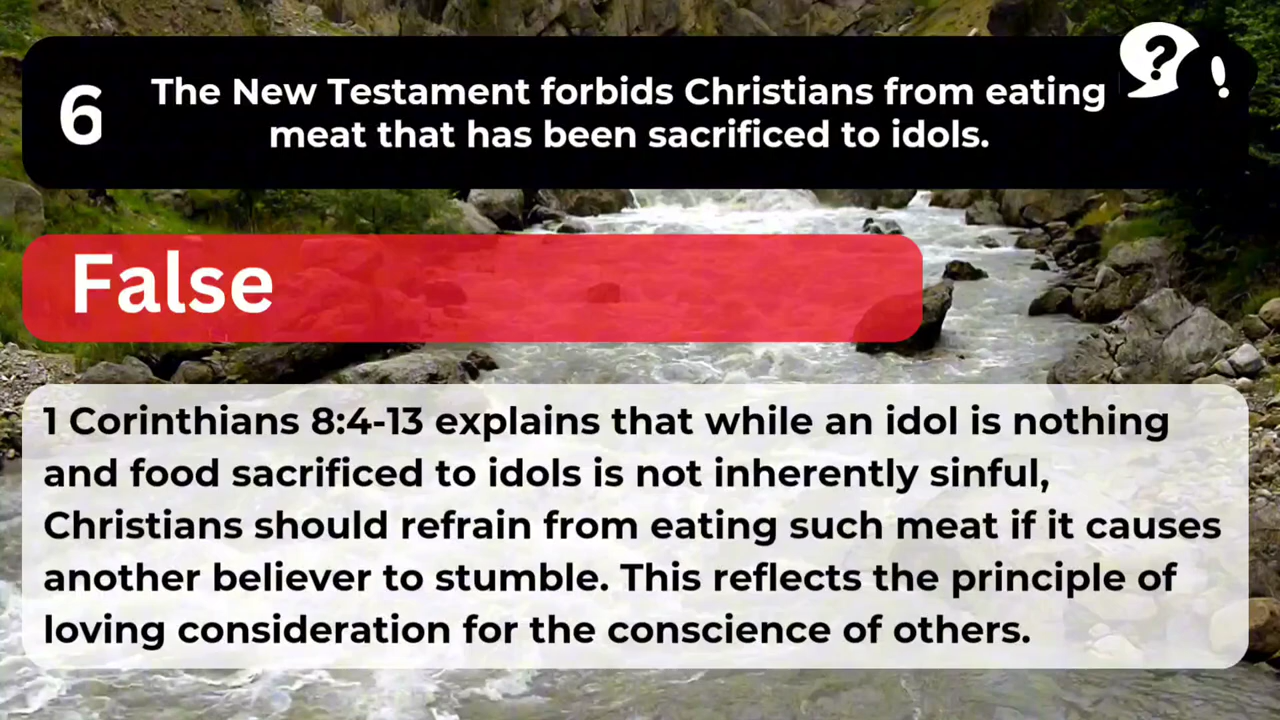 6
The New Testament forbids Christians from eating
meat that has been sacrificed to idols.
?
!
False
1 Corinthians 8:4-13 explains that while an idol is nothing
and food sacrificed to idols is not inherently sinful,
Christians should refrain from eating such meat if it causes
another believer to stumble. This reflects the principle of
loving consideration for the conscience of others.